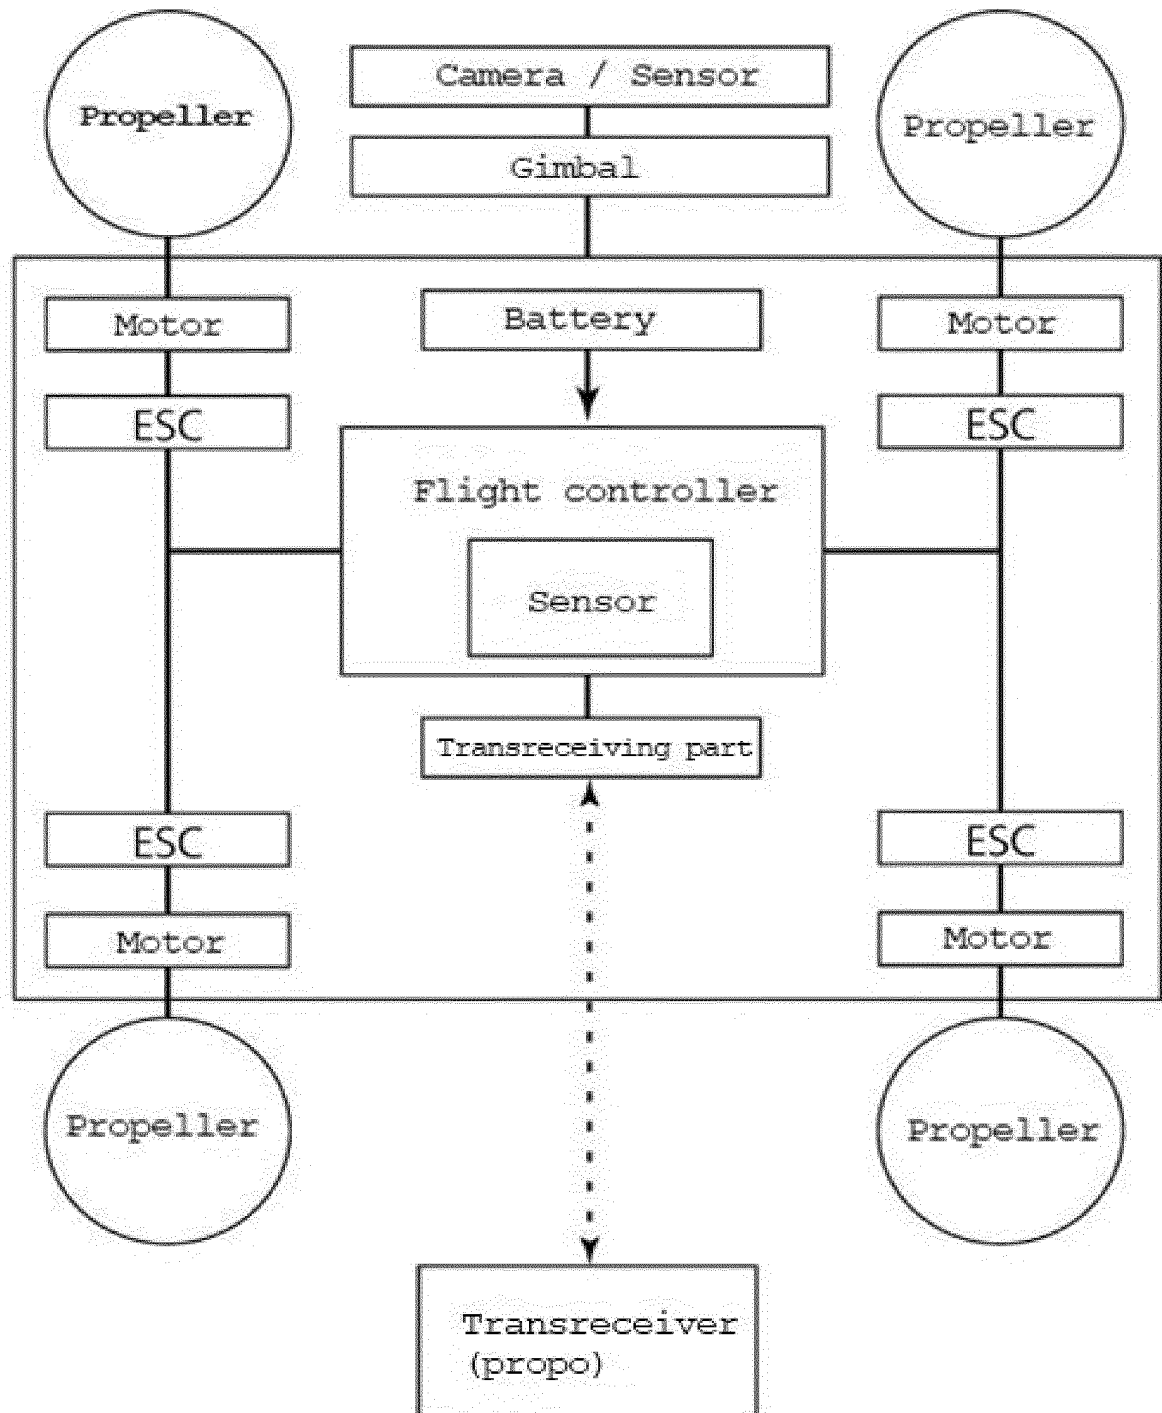 Propeller
Camera / Sensor
Propeller
Gimbal
Motor
Battery
Motor
ESC
ESC
Flight controller
Sensor
Transreceiving part
ESC
ESC
Motor
Motor
Propeller
Propeller
Transreceiver
(propo)